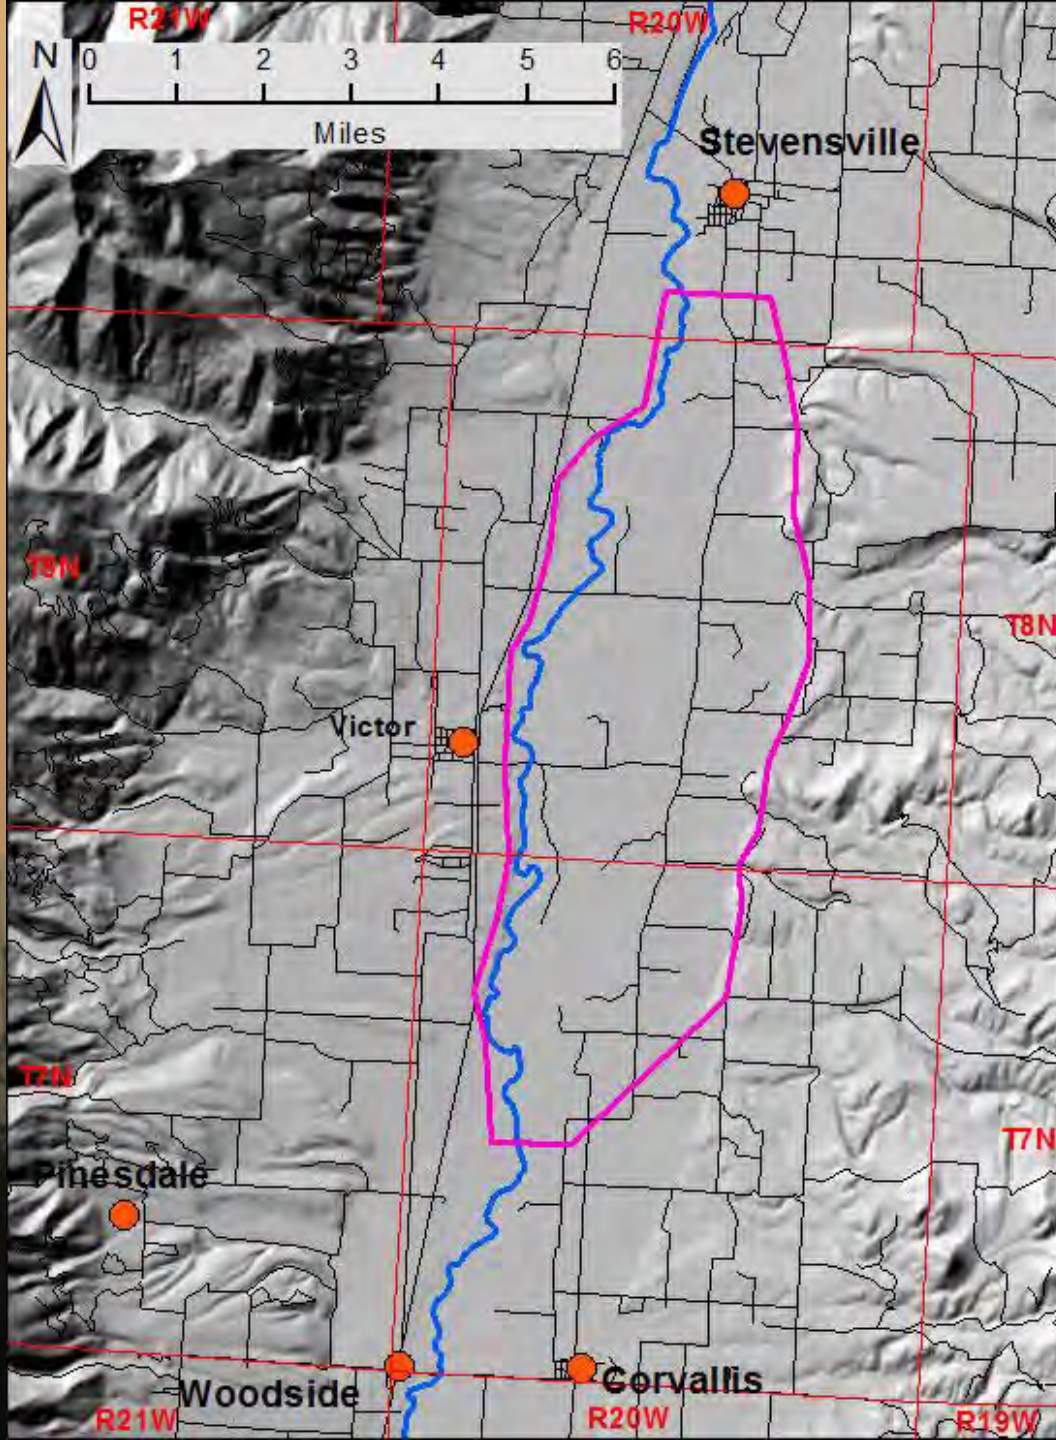 R21W
R20W
N
0 1 2 3 4 5 6
Miles
Stevensville
T8N
T8N
Victor
T7N
T7N
Pinesdale
Woodside
Corvallis
R21W
R20W
R19W